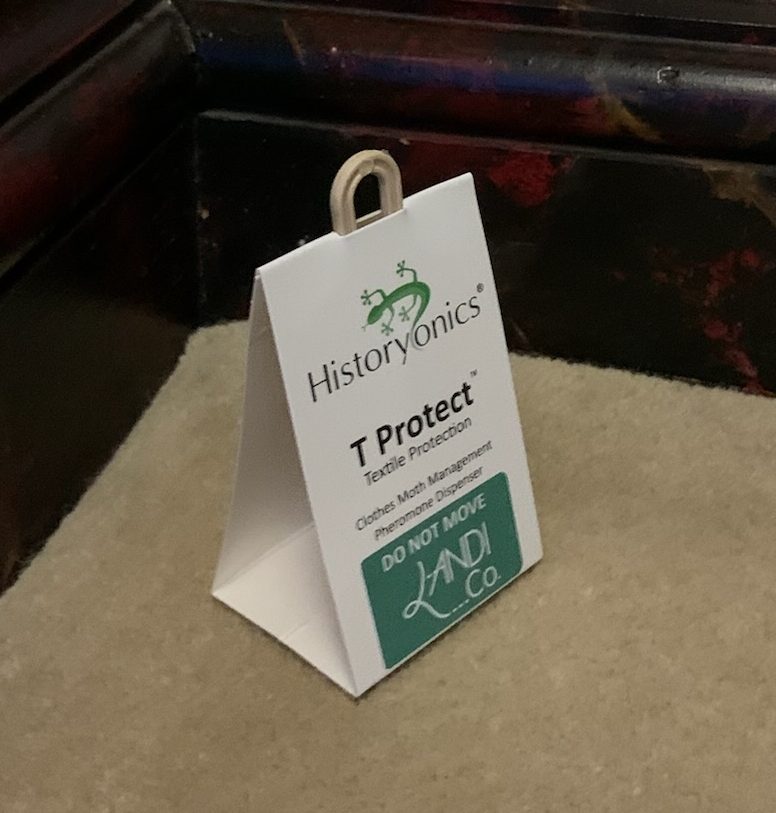 Historyonics®
T Protect™
Textile Protection
Clothes Moth Management
Pheromone Dispenser
DO NOT MOVE
LANDI
Co.